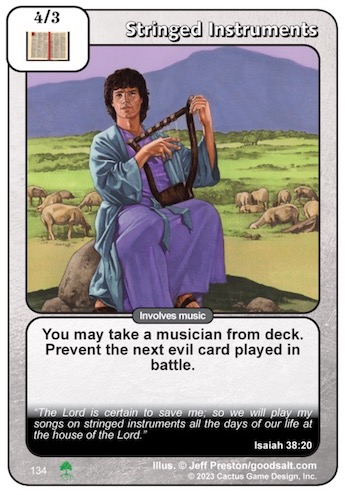 4/3
Stringed Instruments
Involves music
You may take a musician from deck.
Prevent the next evil card played in
battle.
"The Lord is certain to save me; so we will play my
songs on stringed instruments all the days of our life at
the house of the Lord."
Isaiah 38:20
134
Illus. © Jeff Preston/goodsalt.com
© 2023 Cactus Game Design, Inc.